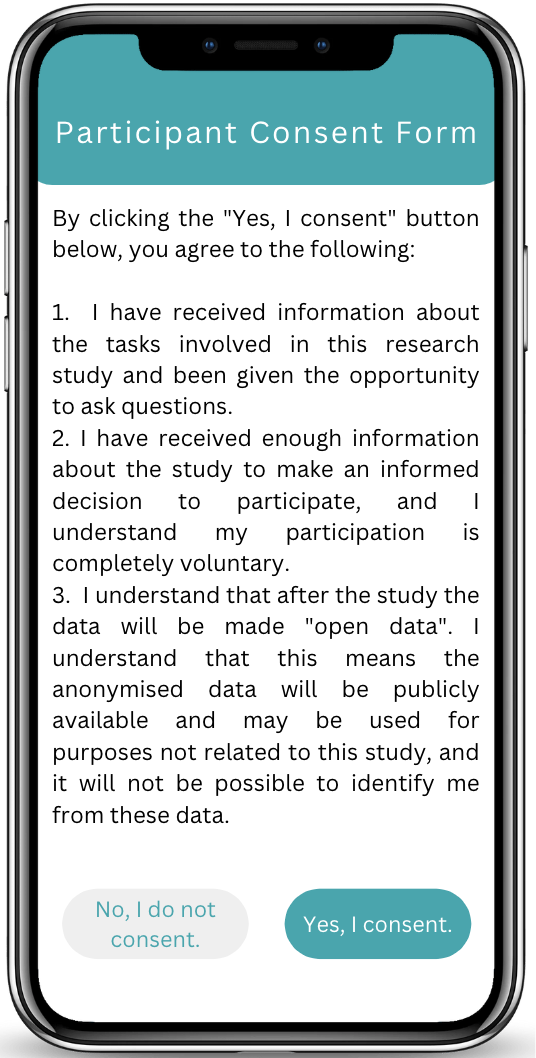 Participant Consent Form
By clicking the "Yes, I consent" button
below, you agree to the following:
1. I have received information about
the tasks involved in this research
study and been given the opportunity
to ask questions.
2. I have received enough information
about the study to make an informed
decision to participate, and I
understand my participation is
completely voluntary.
3. I understand that after the study the
data will be made "open data". I
understand that this means the
anonymised data will be publicly
available and may be used for
purposes not related to this study, and
it will not be possible to identify me
from these data.
No, I do not
consent.
Yes, I consent.